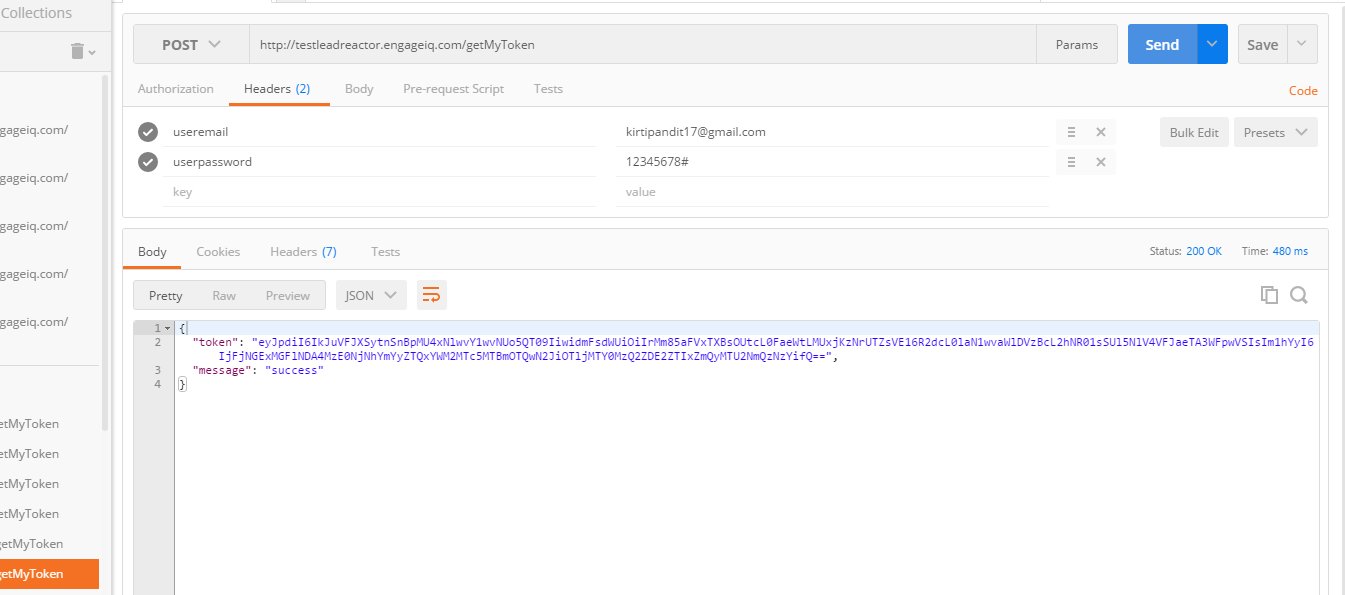 Collections
gageiq.com/
gageiq.com/
gageiq.com/
gageiq.com/
gageiq.com/
etMyToken
etMyToken
etMyToken
etMyToken
getMyToken
getMyToken
POST http://testleadreactor.engageiq.com/getMyToken Params Send Save
Authorization Headers (2) Body Pre-request Script Tests Code
useremail kirtipandit17@gmail.com Bulk Edit Presets
userpassword 12345678#
key value
Body Cookies Headers (7) Tests Status: 200 OK Time: 480 ms
Pretty Raw Preview JSON
1 {
2 "token":
3 "message": "success"
4 }